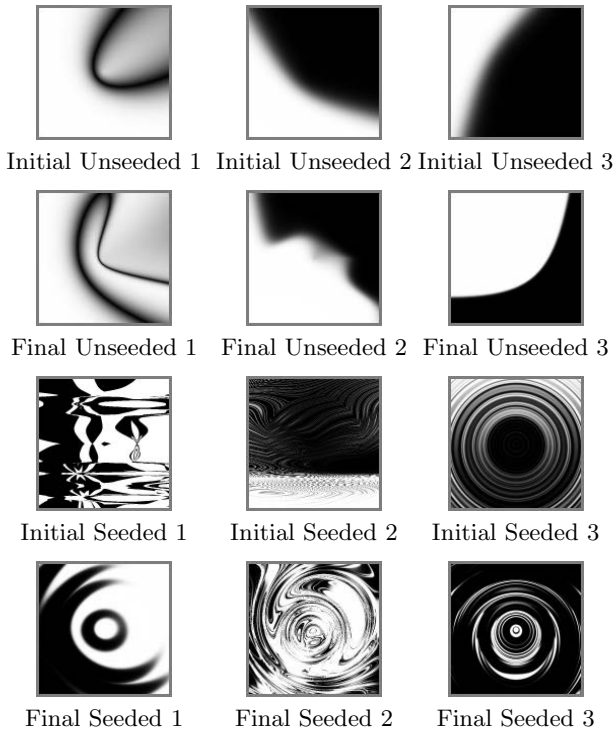 Initial Unseeded 1 Initial Unseeded 2 Initial Unseeded 3
Final Unseeded 1 Final Unseeded 2 Final Unseeded 3
Initial Seeded 1 Initial Seeded 2 Initial Seeded 3
Final Seeded 1 Final Seeded 2 Final Seeded 3